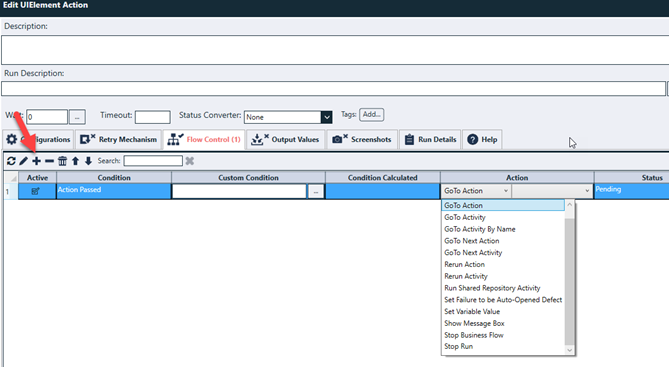 Edit UIElement Action
Description:
Run Description:
0 ... Timeout: Status Converter: None Tags: Add...
Retry Mechanism Flow Control (1) Output Values Screenshots Run Details Help
Search:
Active Condition Custom Condition Condition Calculated Action Status
1 Action Passed ... GoTo Action Pending
GoTo Action
GoTo Activity
GoTo Activity By Name
GoTo Next Action
GoTo Next Activity
Rerun Action
Rerun Activity
Run Shared Repository Activity
Set Failure to be Auto-Opened Defect
Set Variable Value
Show Message Box
Stop Business Flow
Stop Run